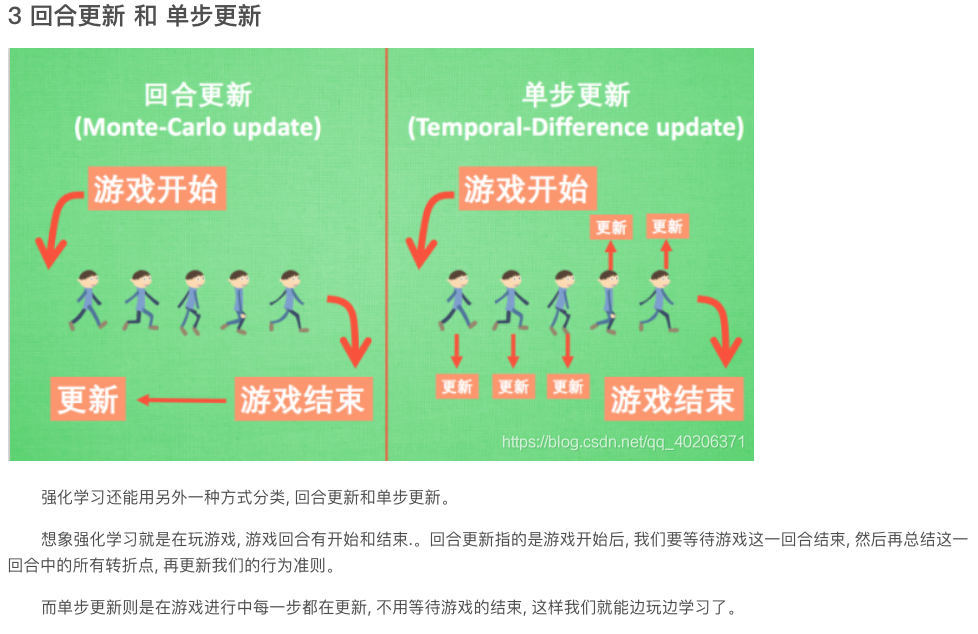 3 回合更新 和 单步更新
回合更新
(Monte-Carlo update)
游戏开始
更新
游戏结束
单步更新
(Temporal-Difference update)
游戏开始
更新
更新
更新
更新
更新
游戏结束
https://blog.csdn.net/qq_40206371
强化学习还能用另外一种方式分类, 回合更新和单步更新。
想象强化学习就是在玩游戏, 游戏回合有开始和结束.。回合更新指的是游戏开始后, 我们要等待游戏这一回合结束, 然后再总结这一
回合中的所有转折点, 再更新我们的行为准则。
而单步更新则是在游戏进行中每一步都在更新, 不用等待游戏的结束, 这样我们就能边玩边学习了。